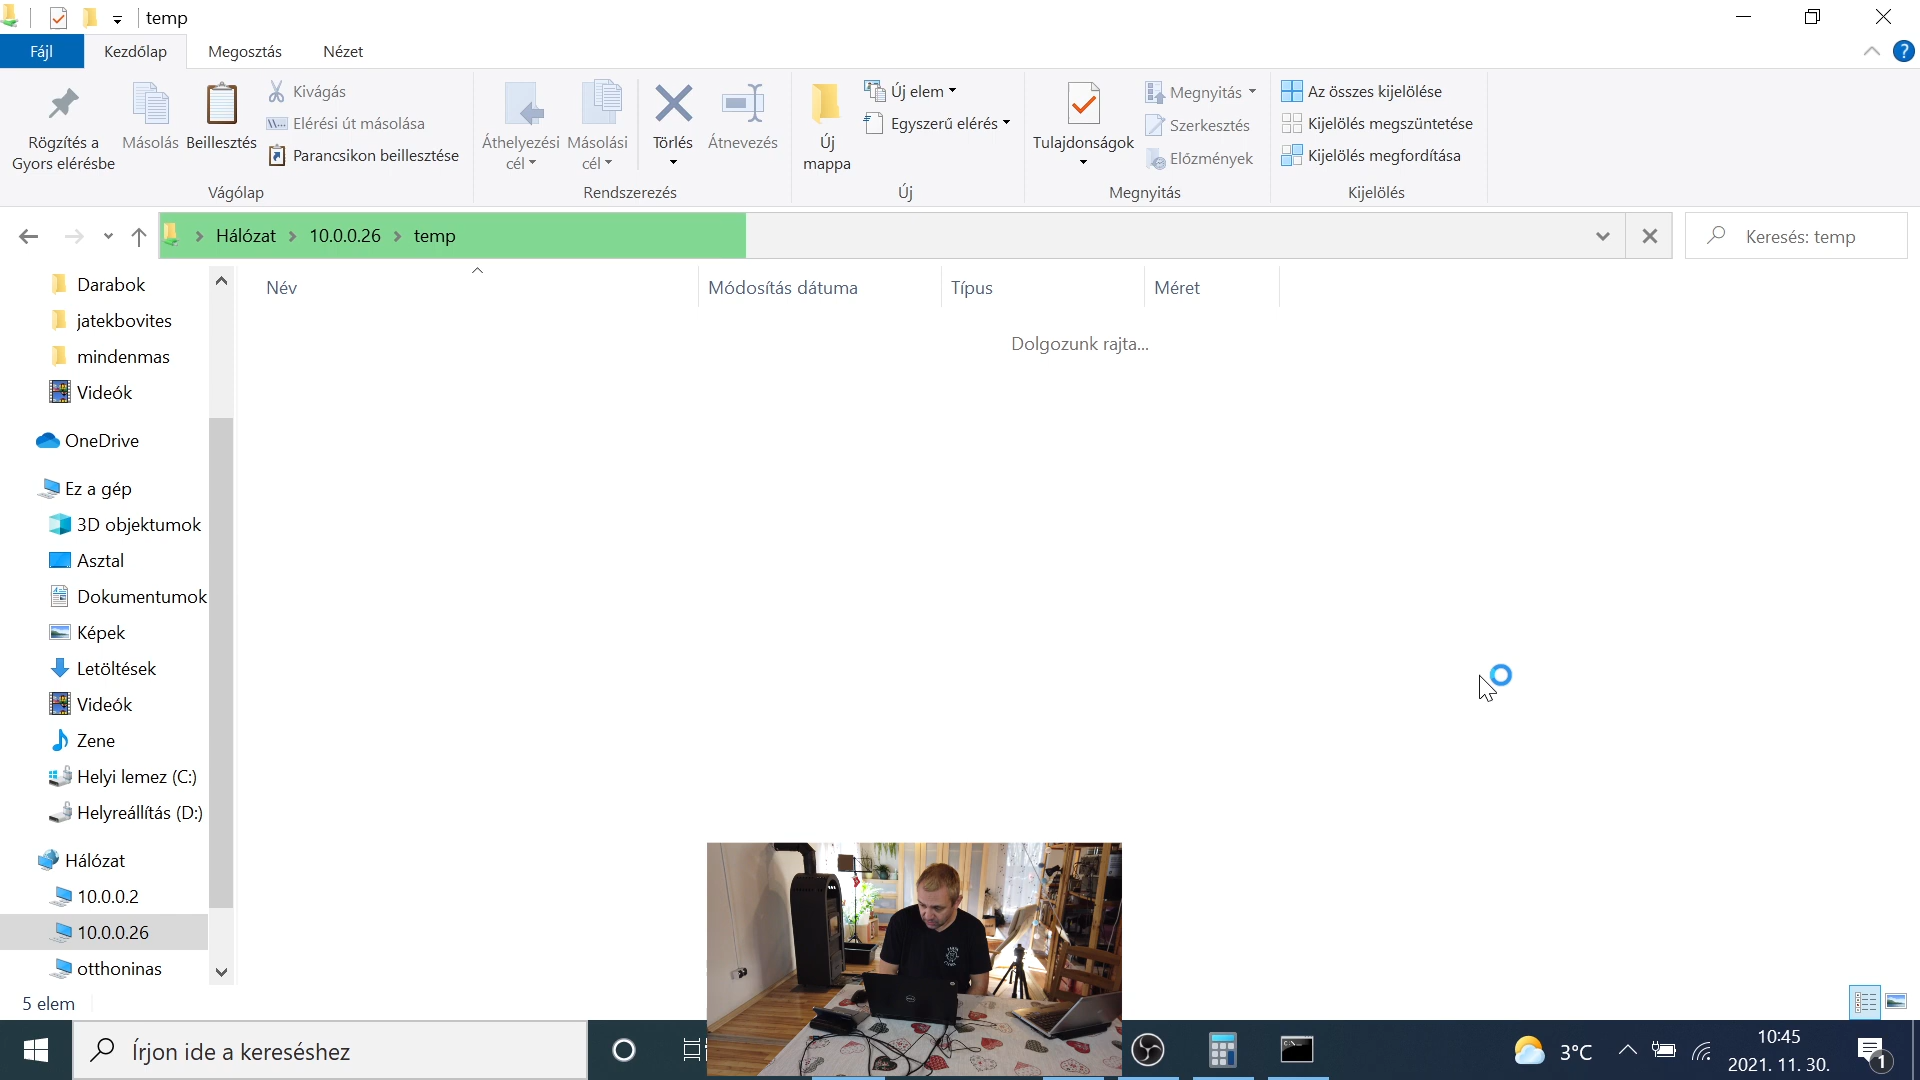 temp
Fájl
Kezdőlap
Megosztás
Nézet
Rögzítés a
Gyors elérésbe
Másolás
Beillesztés
Kivágás
Elérési út másolása
Parancsikon beillesztése
Vágólap
Áthelyezési
cél
Másolási
cél
Törlés
Átnevezés
Rendszerezés
Új
mappa
Új elem
Egyszerű elérés
Új
Tulajdonságok
Megnyitás
Szerkesztés
Előzmények
Megnyitás
Az összes kijelölése
Kijelölés megszüntetése
Kijelölés megfordítása
Kijelölés
Hálózat
10.0.0.26
temp
Keresés: temp
Név
Módosítás dátuma
Típus
Méret
Dolgozunk rajta...
Darabok
jatekbovites
mindenmas
Videók
OneDrive
Ez a gép
3D objektumok
Asztal
Dokumentumok
Képek
Letöltések
Videók
Zene
Helyi lemez (C:)
Helyreállítás (D:)
Hálózat
10.0.0.2
10.0.0.26
otthoninas
5 elem
Írjon ide a kereséshez
3°C
10:45
2021. 11. 30.
1